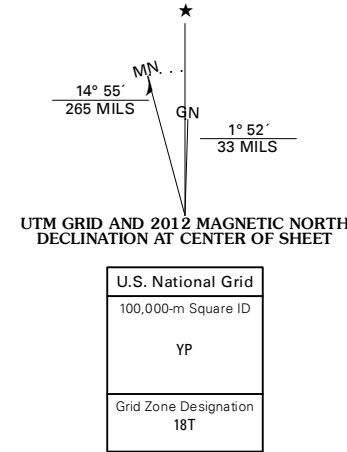 ★
MN
14° 55´
265 MILS
GN
1° 52´
33 MILS
UTM GRID AND 2012 MAGNETIC NORTH
DECLINATION AT CENTER OF SHEET
U.S. National Grid
100,000-m Square ID
YP
Grid Zone Designation
18T